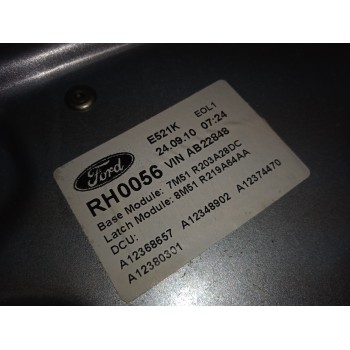 Ford
E521K EOL1
24.09.10 07:24
RH0056 VIN AB22848
Base Module: 7M51 R203A28DC
Latch Module: 8M51 R219A64AA
DCU:
A12368657 A12348902 A12374470
A12380301